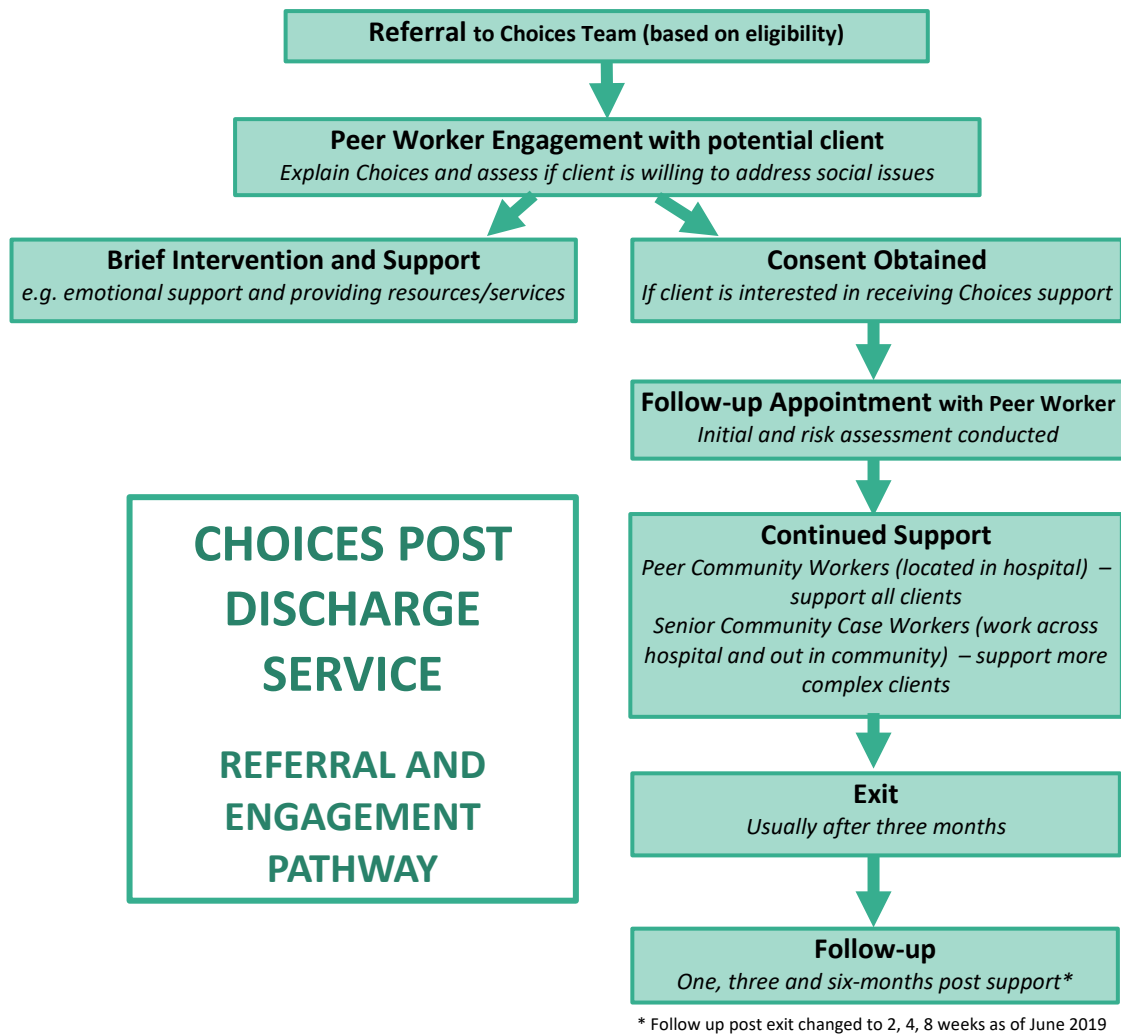 Referral to Choices Team (based on eligibility)
Peer Worker Engagement with potential client
Explain Choices and assess if client is willing to address social issues
Brief Intervention and Support
e.g. emotional support and providing resources/services
Consent Obtained
If client is interested in receiving Choices support
Follow-up Appointment with Peer Worker
Initial and risk assessment conducted
CHOICES POST
DISCHARGE
SERVICE
REFERRAL AND
ENGAGEMENT
PATHWAY
Continued Support
Peer Community Workers (located in hospital) –
support all clients
Senior Community Case Workers (work across
hospital and out in community) – support more
complex clients
Exit
Usually after three months
Follow-up
One, three and six-months post support*
* Follow up post exit changed to 2, 4, 8 weeks as of June 2019